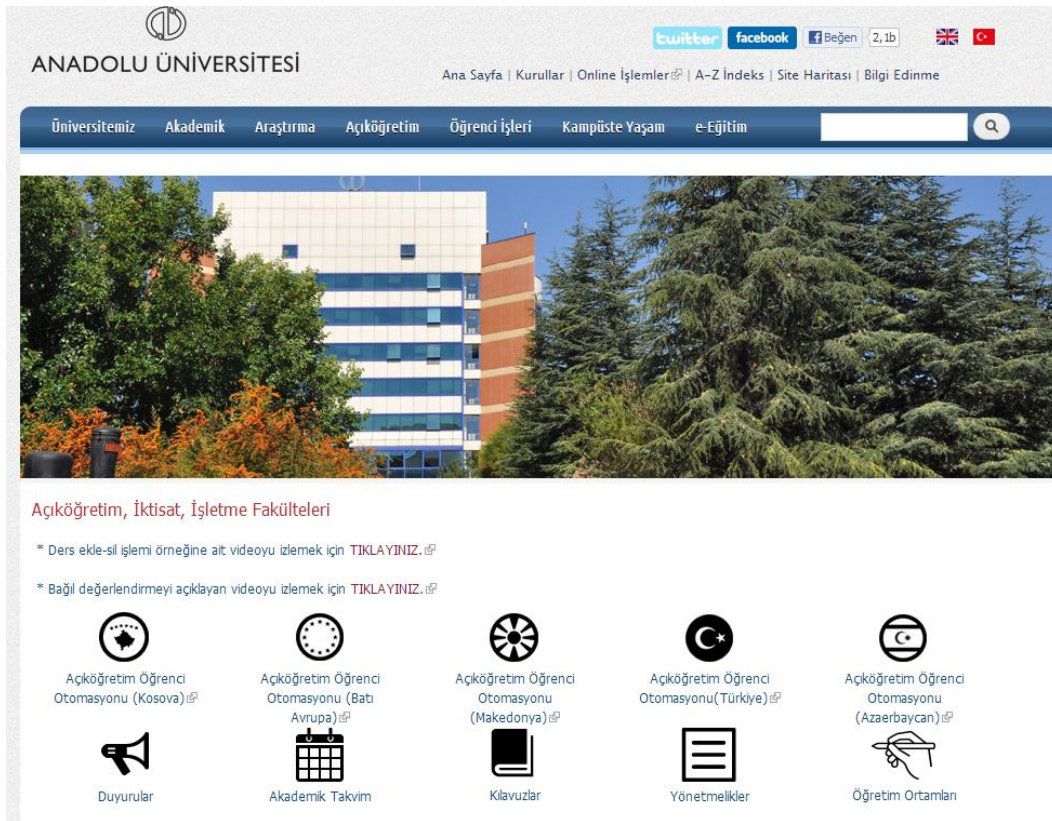 twitter facebook Beğen 2,1b
ANADOLU ÜNİVERSİTESİ
Ana Sayfa | Kurullar | Online İşlemler | A-Z İndeks | Site Haritası | Bilgi Edinme
Üniversitemiz Akademik Araştırma Açıköğretim Öğrenci İşleri Kampüste Yaşam e-Eğitim
Açıköğretim, İktisat, İşletme Fakülteleri
* Ders ekle-sil işlemi örneğine ait videoyu izlemek için TIKLAYINIZ.
* Bağıl değerlendirmeyi açıklayan videoyu izlemek için TIKLAYINIZ.
Açıköğretim Öğrenci
Otomasyonu (Kosova)
Açıköğretim Öğrenci
Otomasyonu (Batı
Avrupa)
Açıköğretim Öğrenci
Otomasyonu
(Makedonya)
Açıköğretim Öğrenci
Otomasyonu(Türkiye)
Açıköğretim Öğrenci
Otomasyonu
(Azaerbaycan)
Duyurular
Akademik Takvim
Kılavuzlar
Yönetmelikler
Öğretim Ortamları